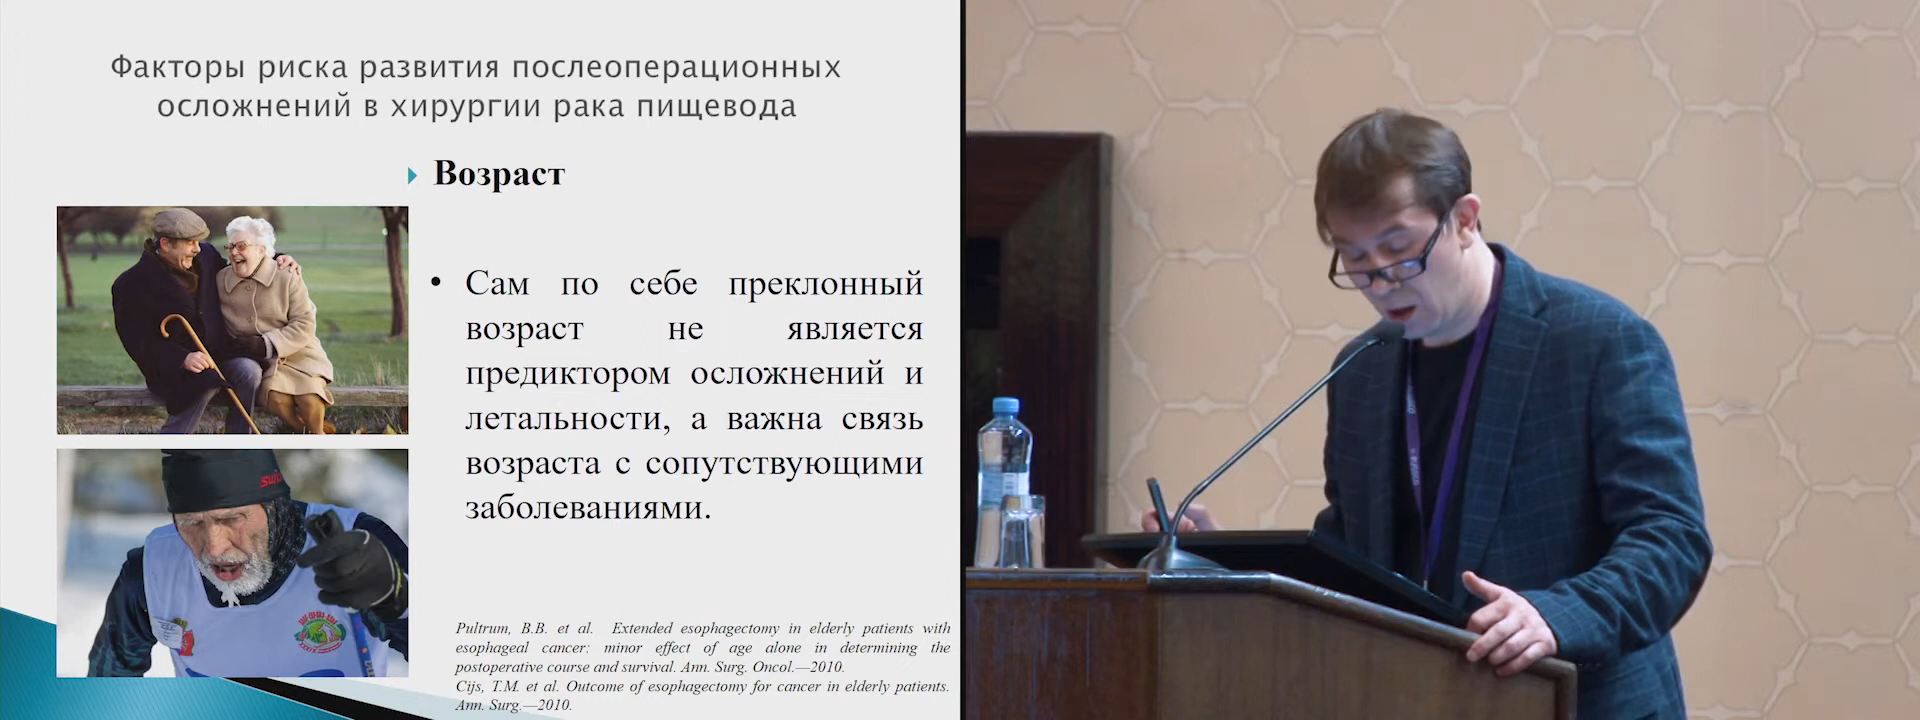 Факторы риска развития послеоперационных
осложнений в хирургии рака пищевода
Возраст
• Сам по себе преклонный
возраст не является
предиктором осложнений и
летальности, а важна связь
возраста с сопутствующими
заболеваниями.
Pultrum, B.B. et al. Extended esophagectomy in elderly patients with
esophageal cancer: minor effect of age alone in determining the
postoperative course and survival. Ann. Surg. Oncol.—2010.
Cijs, T.M. et al. Outcome of esophagectomy for cancer in elderly patients.
Ann. Surg.—2010.